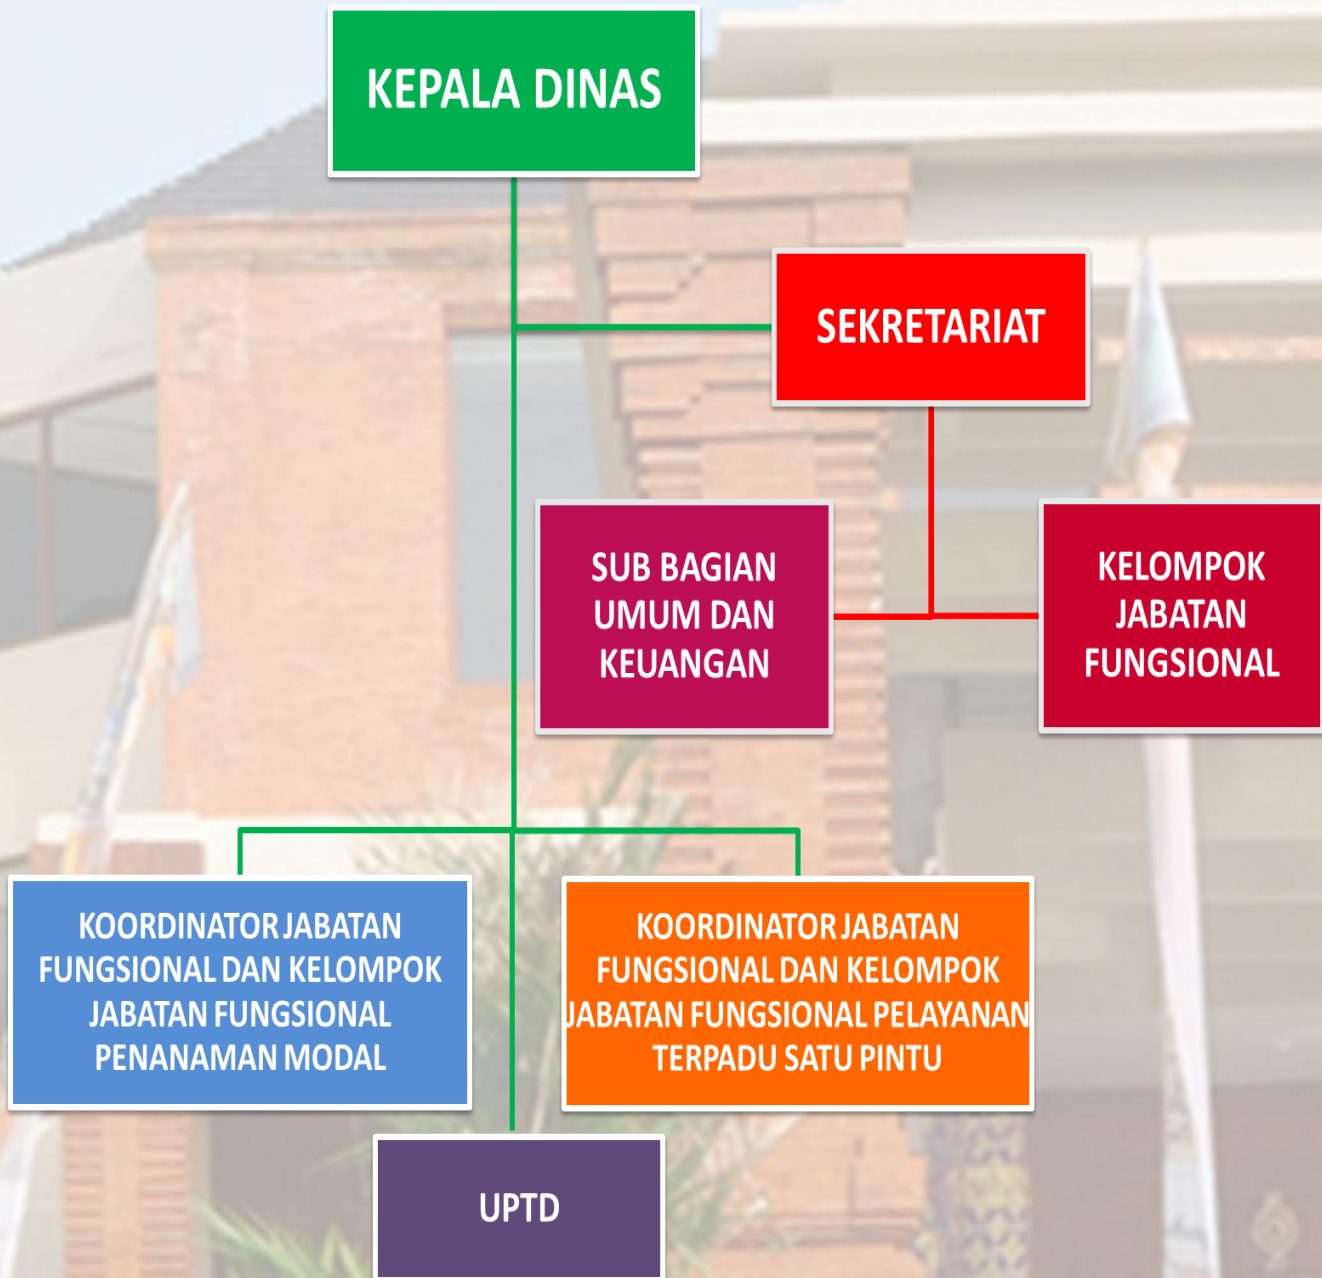 KEPALA DINAS
SEKRETARIAT
SUB BAGIAN
UMUM DAN
KEUANGAN
KELOMPOK
JABATAN
FUNGSIONAL
KOORDINATOR JABATAN
FUNGSIONAL DAN KELOMPOK
JABATAN FUNGSIONAL
PENANAMAN MODAL
KOORDINATOR JABATAN
FUNGSIONAL DAN KELOMPOK
JABATAN FUNGSIONAL PELAYANAN
TERPADU SATU PINTU
UPTD